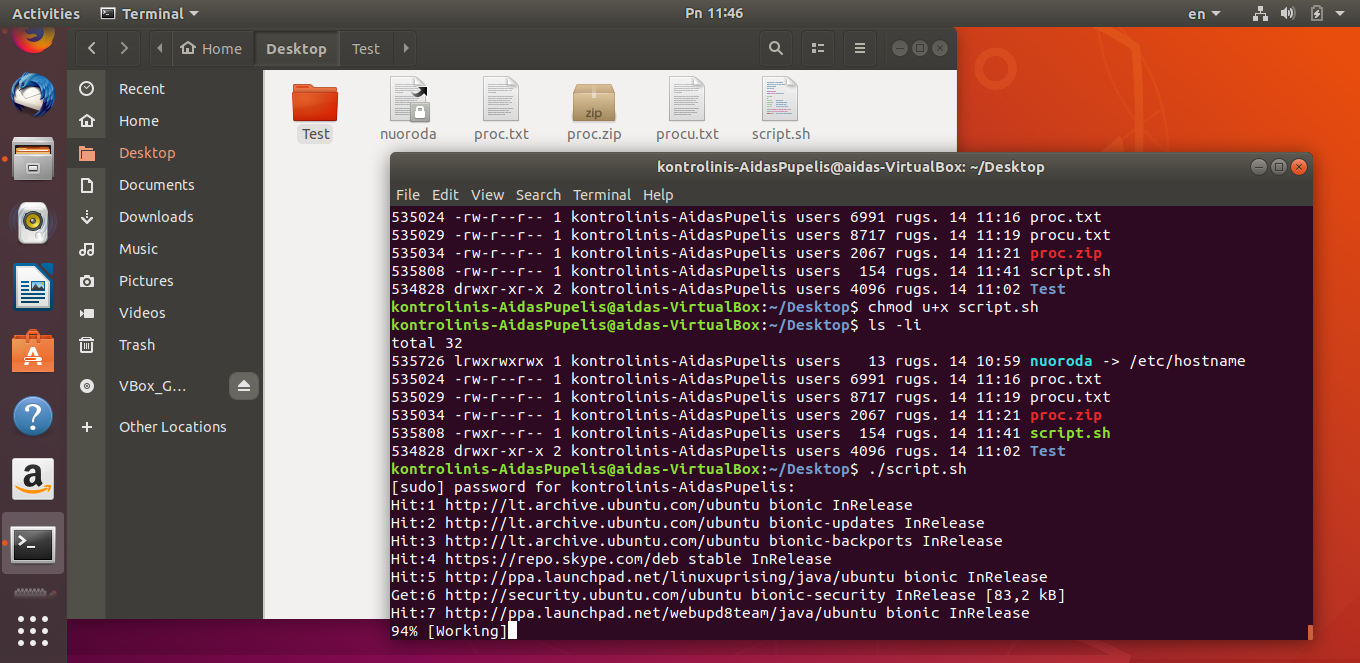 Activities Terminal Pn 11:46 en
Home Desktop Test
Recent
Home
Desktop
Documents
Downloads
Music
Pictures
Videos
Trash
VBox_G…
Other Locations
Test nuoroda proc.txt proc.zip procu.txt script.sh
zip
kontrolinis-AidasPupelis@aidas-VirtualBox: ~/Desktop
File Edit View Search Terminal Help
535024 -rw-r--r-- 1 kontrolinis-AidasPupelis users 6991 rugs. 14 11:16 proc.txt
535029 -rw-r--r-- 1 kontrolinis-AidasPupelis users 8717 rugs. 14 11:19 procu.txt
535034 -rw-r--r-- 1 kontrolinis-AidasPupelis users 2067 rugs. 14 11:21 proc.zip
535808 -rw-r--r-- 1 kontrolinis-AidasPupelis users  154 rugs. 14 11:41 script.sh
534828 drwxr-xr-x 2 kontrolinis-AidasPupelis users 4096 rugs. 14 11:02 Test
kontrolinis-AidasPupelis@aidas-VirtualBox:~/Desktop$ chmod u+x script.sh
kontrolinis-AidasPupelis@aidas-VirtualBox:~/Desktop$ ls -li
total 32
535726 lrwxrwxrwx 1 kontrolinis-AidasPupelis users   13 rugs. 14 10:59 nuoroda -> /etc/hostname
535024 -rw-r--r-- 1 kontrolinis-AidasPupelis users 6991 rugs. 14 11:16 proc.txt
535029 -rw-r--r-- 1 kontrolinis-AidasPupelis users 8717 rugs. 14 11:19 procu.txt
535034 -rw-r--r-- 1 kontrolinis-AidasPupelis users 2067 rugs. 14 11:21 proc.zip
535808 -rwxr--r-- 1 kontrolinis-AidasPupelis users  154 rugs. 14 11:41 script.sh
534828 drwxr-xr-x 2 kontrolinis-AidasPupelis users 4096 rugs. 14 11:02 Test
kontrolinis-AidasPupelis@aidas-VirtualBox:~/Desktop$ ./script.sh
[sudo] password for kontrolinis-AidasPupelis:
Hit:1 http://lt.archive.ubuntu.com/ubuntu bionic InRelease
Hit:2 http://lt.archive.ubuntu.com/ubuntu bionic-updates InRelease
Hit:3 http://lt.archive.ubuntu.com/ubuntu bionic-backports InRelease
Hit:4 https://repo.skype.com/deb stable InRelease
Hit:5 http://ppa.launchpad.net/linuxuprising/java/ubuntu bionic InRelease
Get:6 http://security.ubuntu.com/ubuntu bionic-security InRelease [83,2 kB]
Hit:7 http://ppa.launchpad.net/webupd8team/java/ubuntu bionic InRelease
94% [Working]